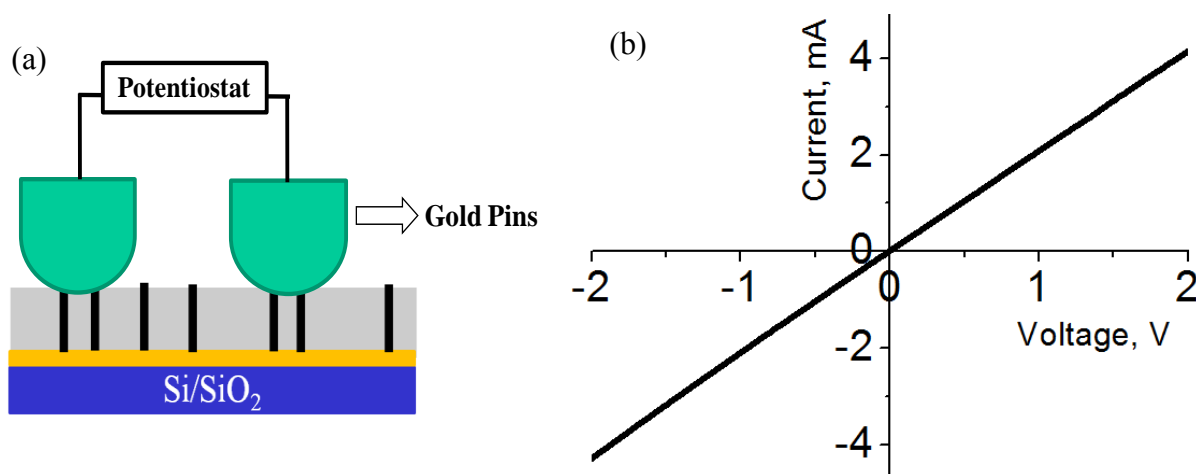 (a)
Potentiostat
Gold Pins
Si/SiO₂
(b)
Current, mA
4
2
0
-2
-1
0
1
2
Voltage, V
-2
-4